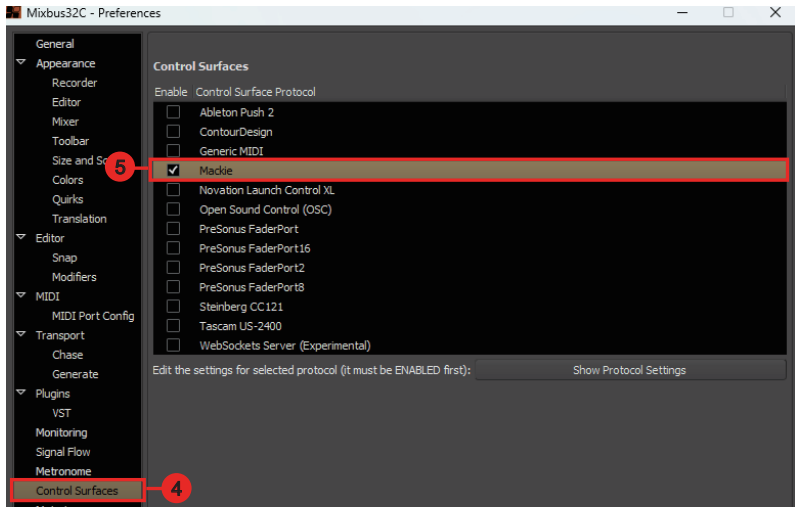 Mixbus32C - Preferences
General
Appearance
Recorder
Editor
Mixer
Toolbar
Size and
Colors
Quirks
Translation
Editor
Snap
Modifiers
MIDI
MIDI Port Config
Transport
Chase
Generate
Plugins
VST
Monitoring
Signal Flow
Metronome
Control Surfaces
4
5
Control Surfaces
Enable Control Surface Protocol
Ableton Push 2
ContourDesign
Generic MIDI
Mackie
Novation Launch Control XL
Open Sound Control (OSC)
PreSonus FaderPort
PreSonus FaderPort16
PreSonus FaderPort2
PreSonus FaderPort8
Steinberg CC121
Tascam US-2400
WebSockets Server (Experimental)
Edit the settings for selected protocol (it must be ENABLED first): Show Protocol Settings